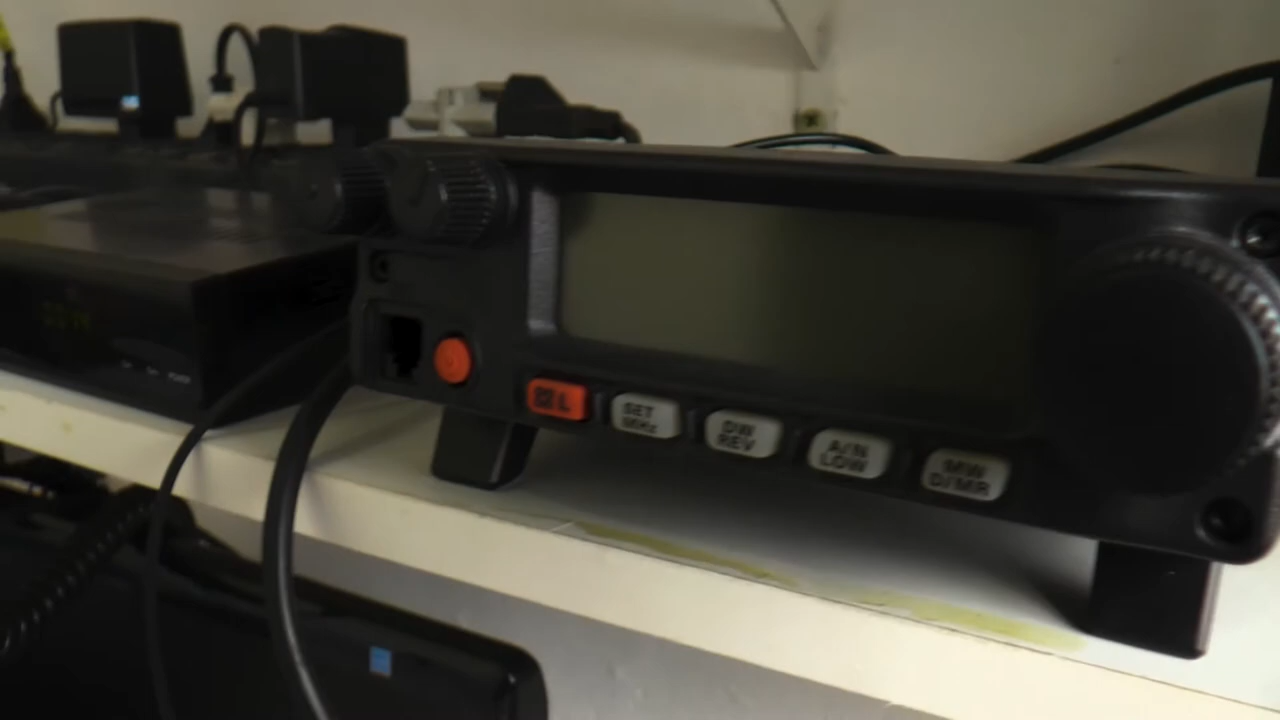 SET
MHz
DW
REV
A/N
LOW
MW
D/MR